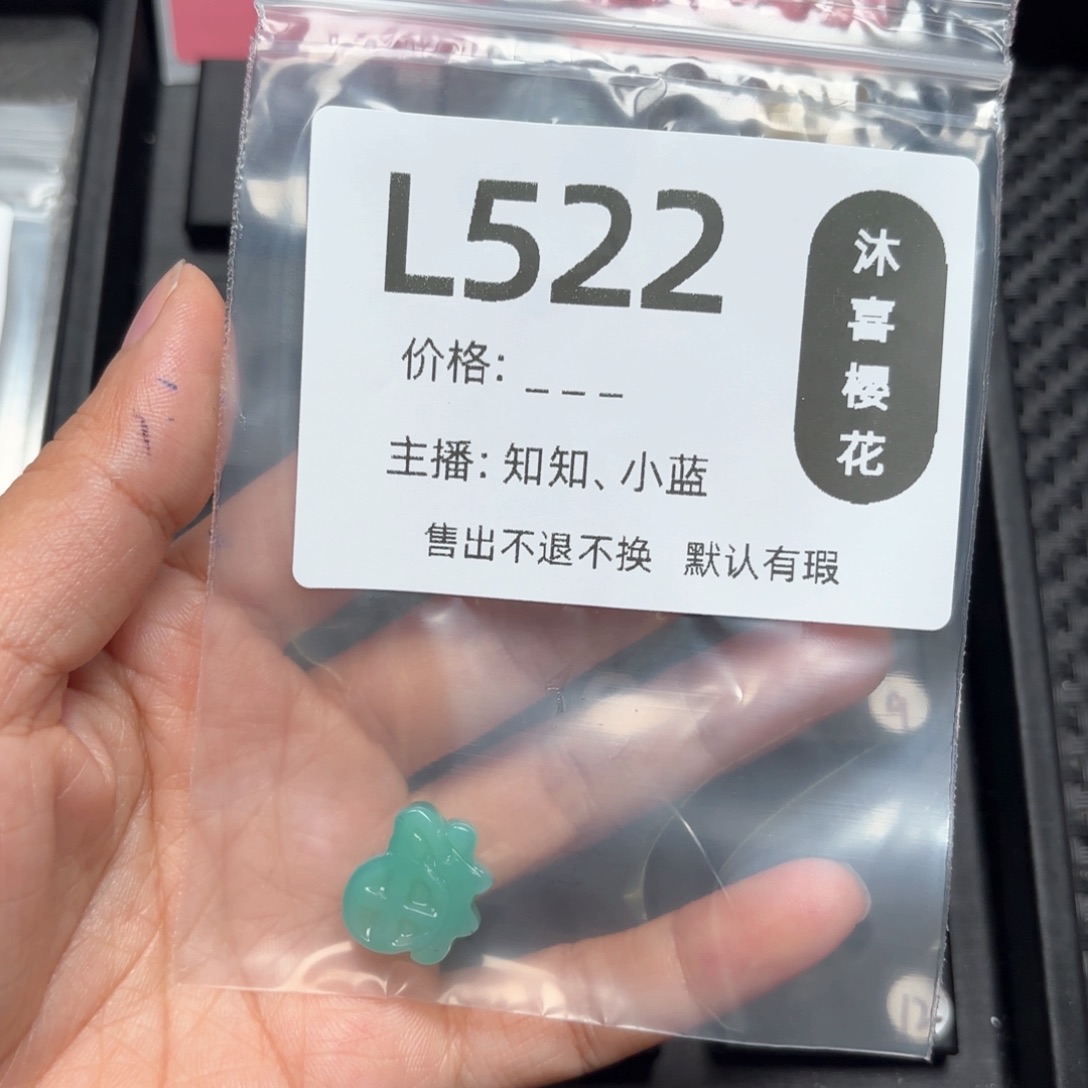 L522
价格: _ _ _
主播: 知知、小蓝
售出不退不换 默认有瑕
沐喜樱花
9